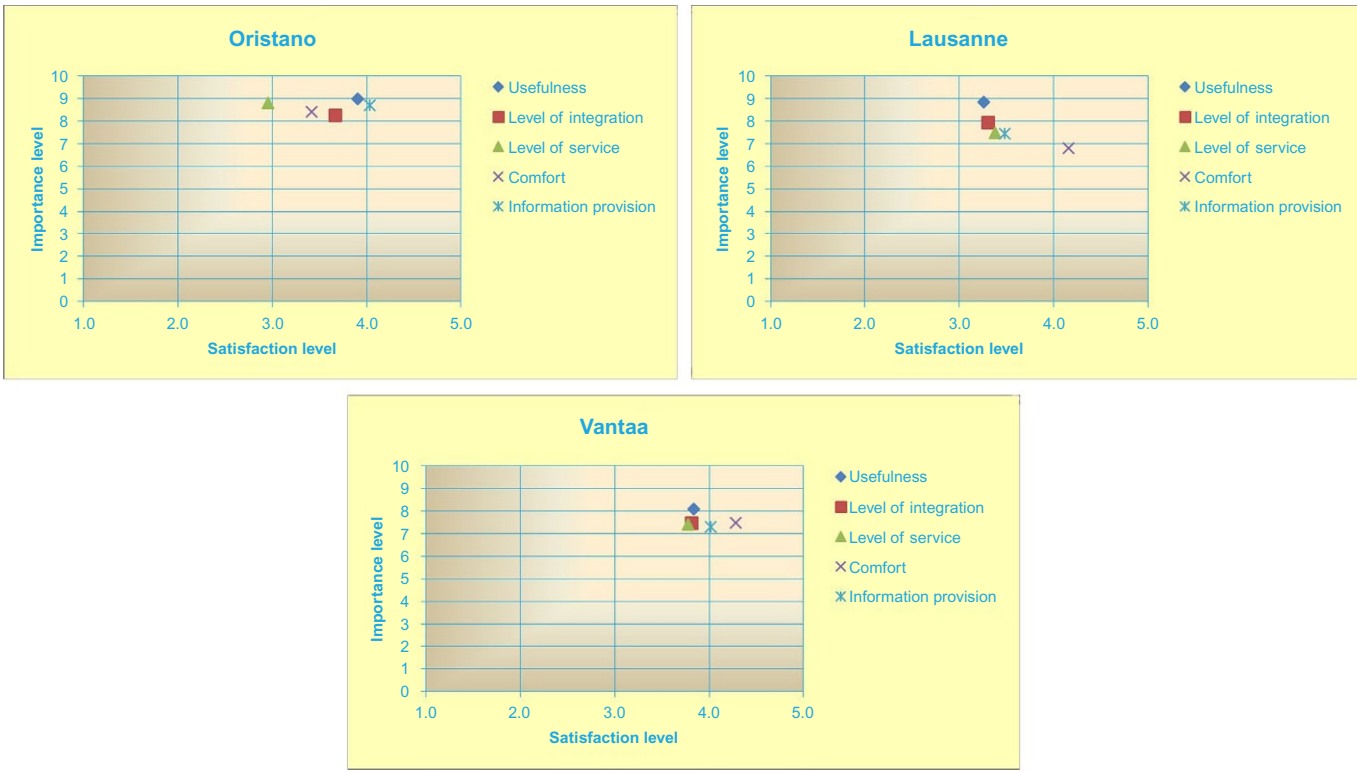 Oristano
10
9
8
7
6
5
4
3
2
1
0
Importance level
1.0 2.0 3.0 4.0 5.0
Satisfaction level
Usefulness
Level of integration
Level of service
Comfort
Information provision
Lausanne
10
9
8
7
6
5
4
3
2
1
0
Importance level
1.0 2.0 3.0 4.0 5.0
Satisfaction level
Usefulness
Level of integration
Level of service
Comfort
Information provision
Vantaa
10
9
8
7
6
5
4
3
2
1
0
Importance level
1.0 2.0 3.0 4.0 5.0
Satisfaction level
Usefulness
Level of integration
Level of service
Comfort
Information provision